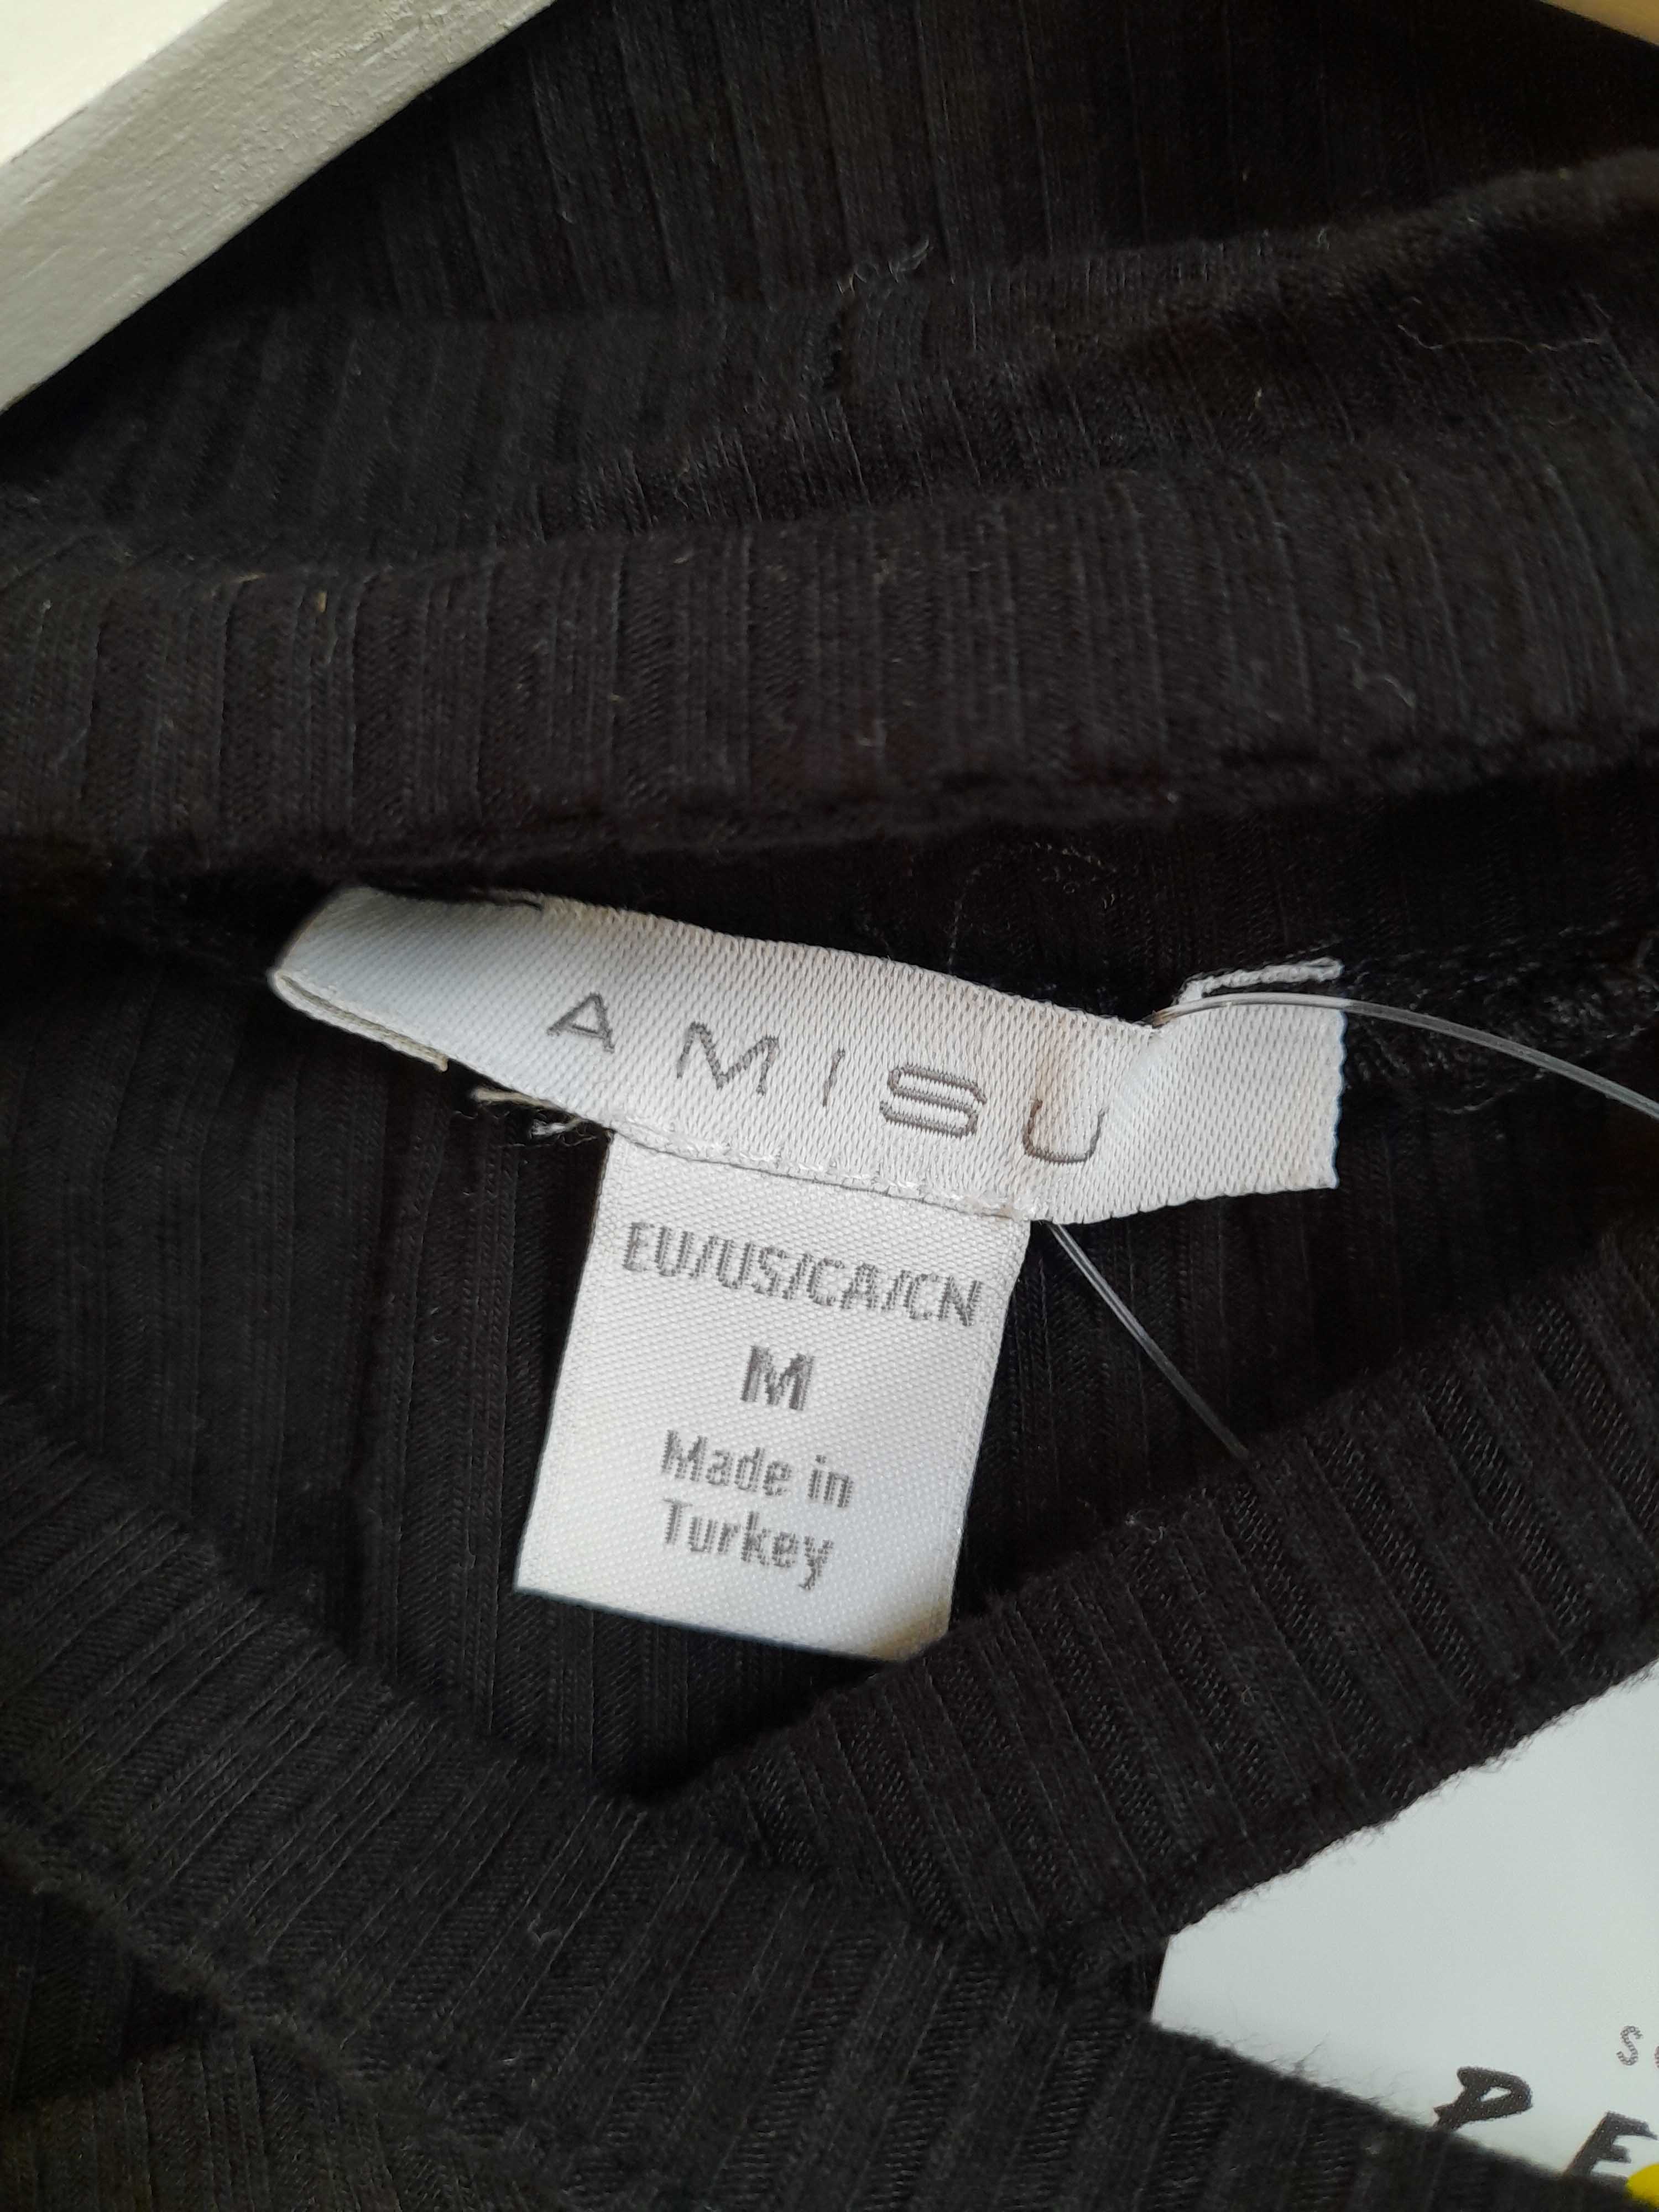 AMISU
EU/US/CA/CN
M
Made in
Turkey